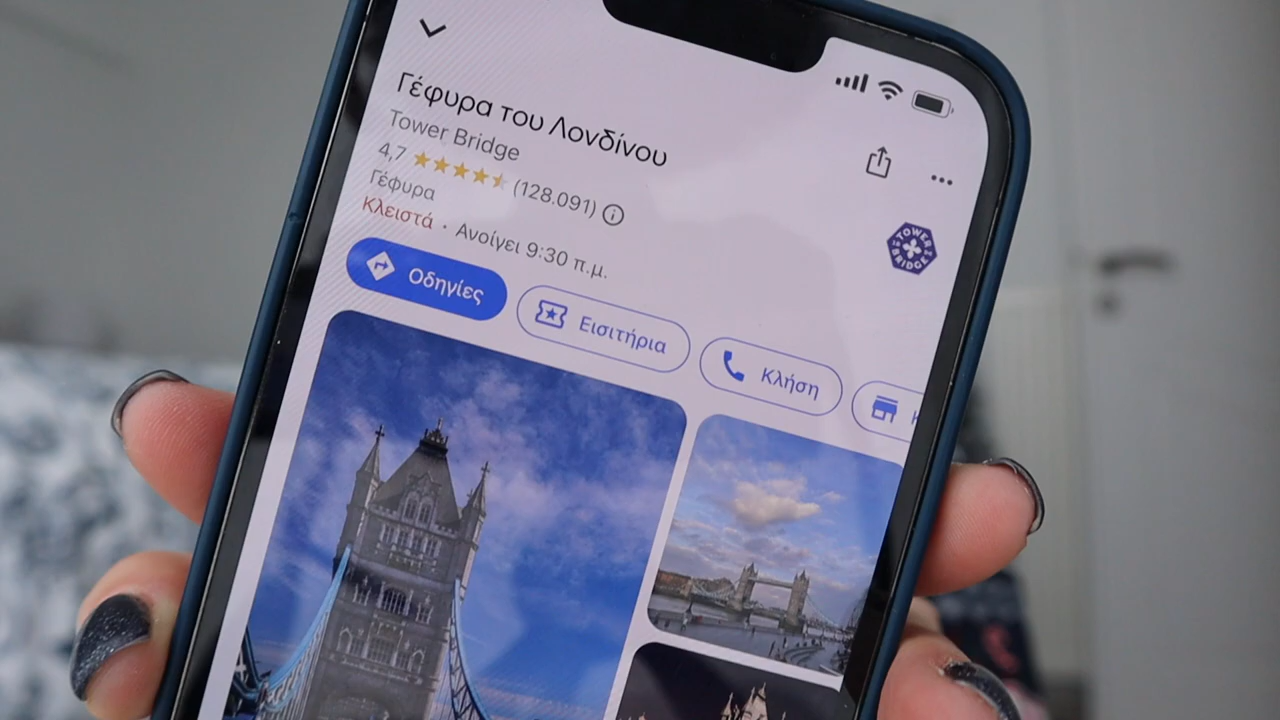 Γέφυρα του Λονδίνου
Tower Bridge
4,7 (128.091)
Γέφυρα
Κλειστά · Ανοίγει 9:30 π.μ.
TOWER
BRIDGE
Οδηγίες
Εισιτήρια
Κλήση